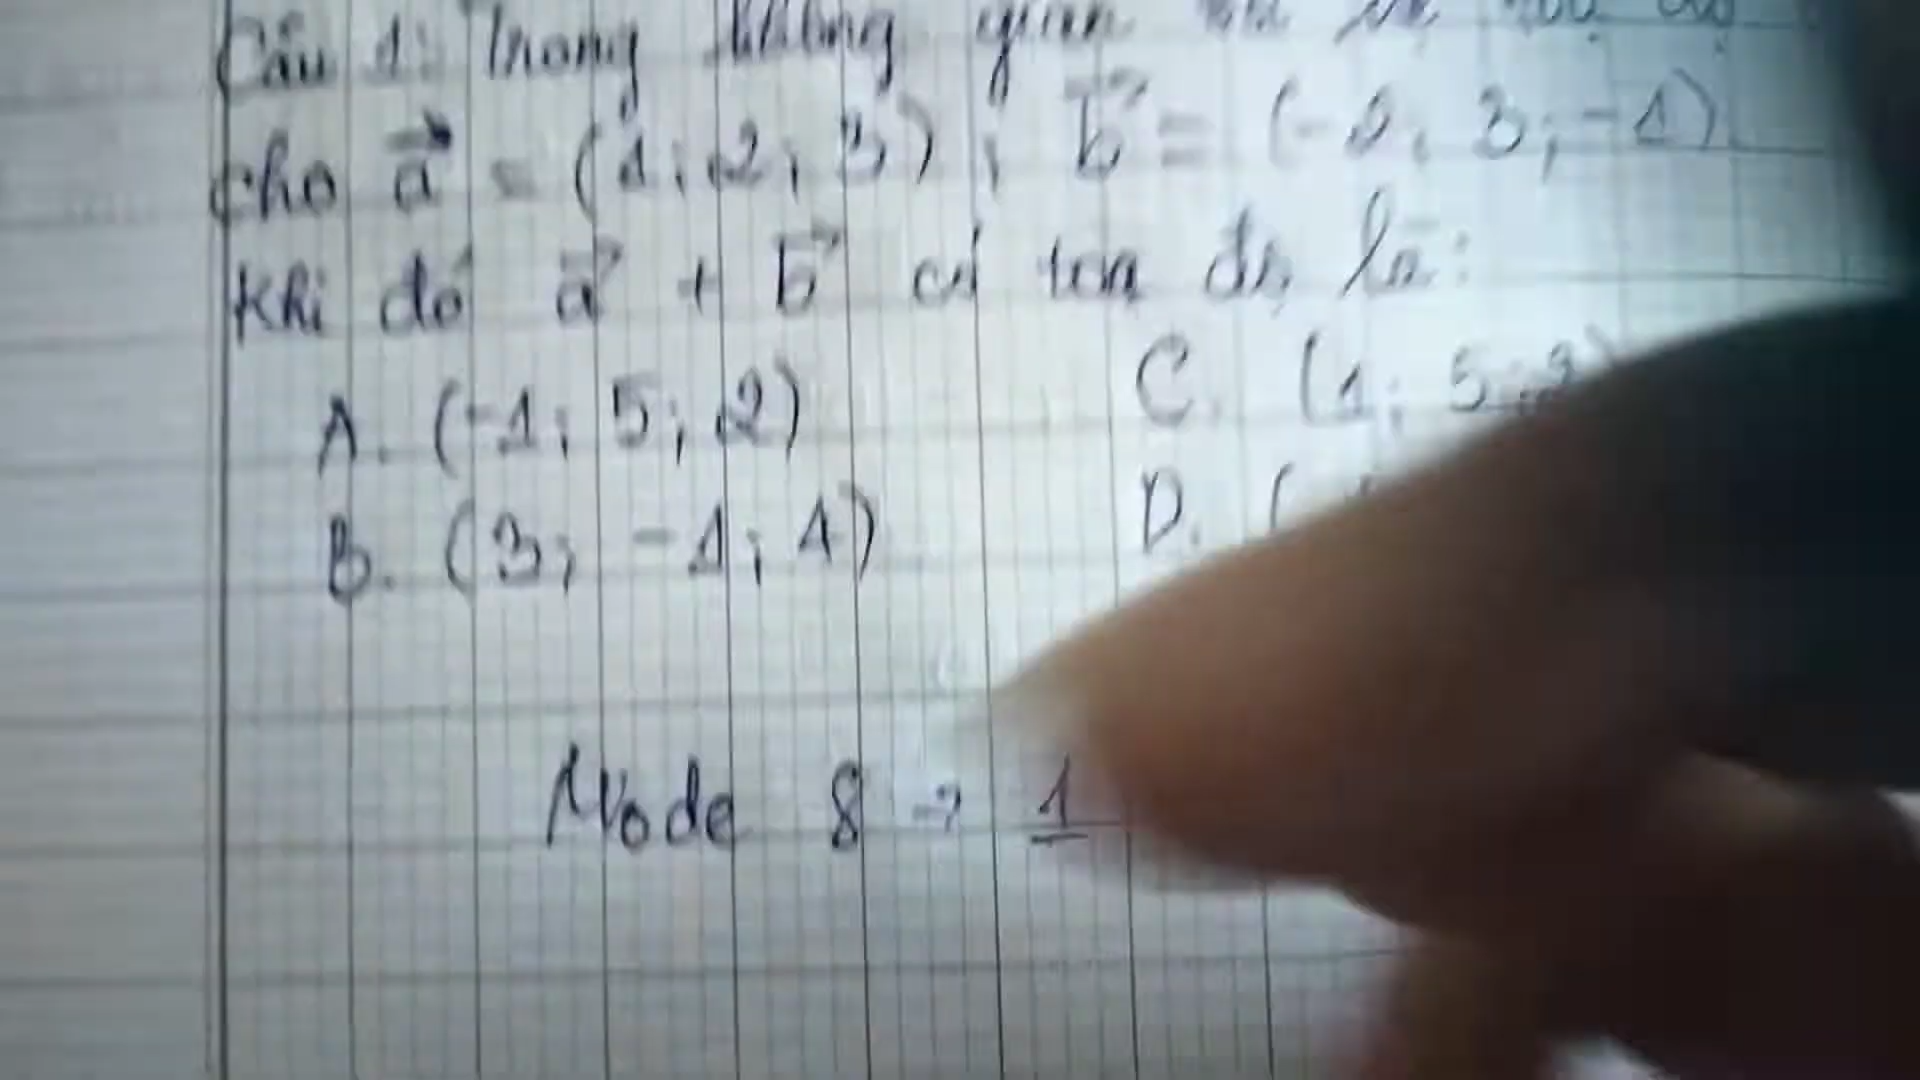 Câu 1: Trong không gian
cho a⃗ = (1; 2; 3); b⃗ = (-2; 3; -1)
Khi đó a⃗ + b⃗ có toạ độ là:
A. (-1; 5; 2) C. (1; 5;
B. (3; -1; 4) D. (
Mode 8 → 1